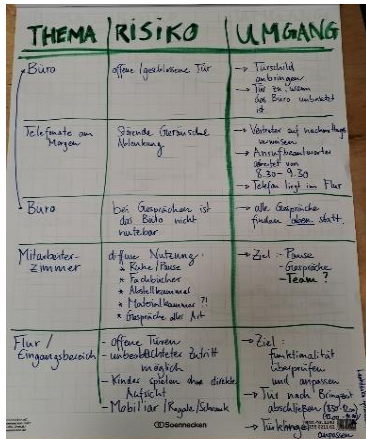 THEMA / RISIKO UMGANG
Büro
offene / geschlossene Tür
→ Türschild
anbringen
→ Tür zu, wenn
das Büro unbesetzt
ist
Telefonate am
Morgen
Störende Geräusche
Ablenkung
→ Vertreter auf nachmittags
verweisen
→ Anrufbeantworter
arbeitet von
8.30 - 9.30
→ Telefon liegt im Flur
Büro
bei Gesprächen ist
das Büro nicht
nutzbar
→ alle Gespräche
finden oben statt.
Mitarbeiter-
zimmer
diffuse Nutzung:
* Ruhe / Pause
* Fachbücher
* Abstellkammer
* Materialkammer ?!
* Gespräche aller Art
→ Ziel: - Pause
- Gespräche
- Team ?
Flur /
Eingangsbereich
- offene Türen
- unbeobachteter Zutritt
möglich
- Kinder spielen ohne direkte
Aufsicht
- Mobiliar / Regale / Schrank
→ Ziel:
Funktionalität
überprüfen
und anpassen
→ Tür nach Bringzeit
abschließen
→ Türklingel
anpassen
Soennecken